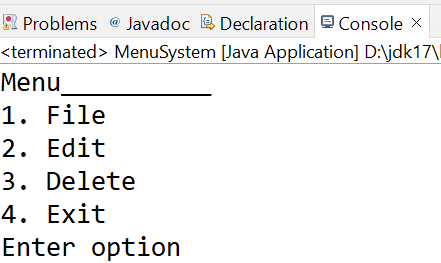 Problems @ Javadoc Declaration Console ×
<terminated> MenuSystem [Java Application] D:\jdk17\
Menu__________
1. File
2. Edit
3. Delete
4. Exit
Enter option